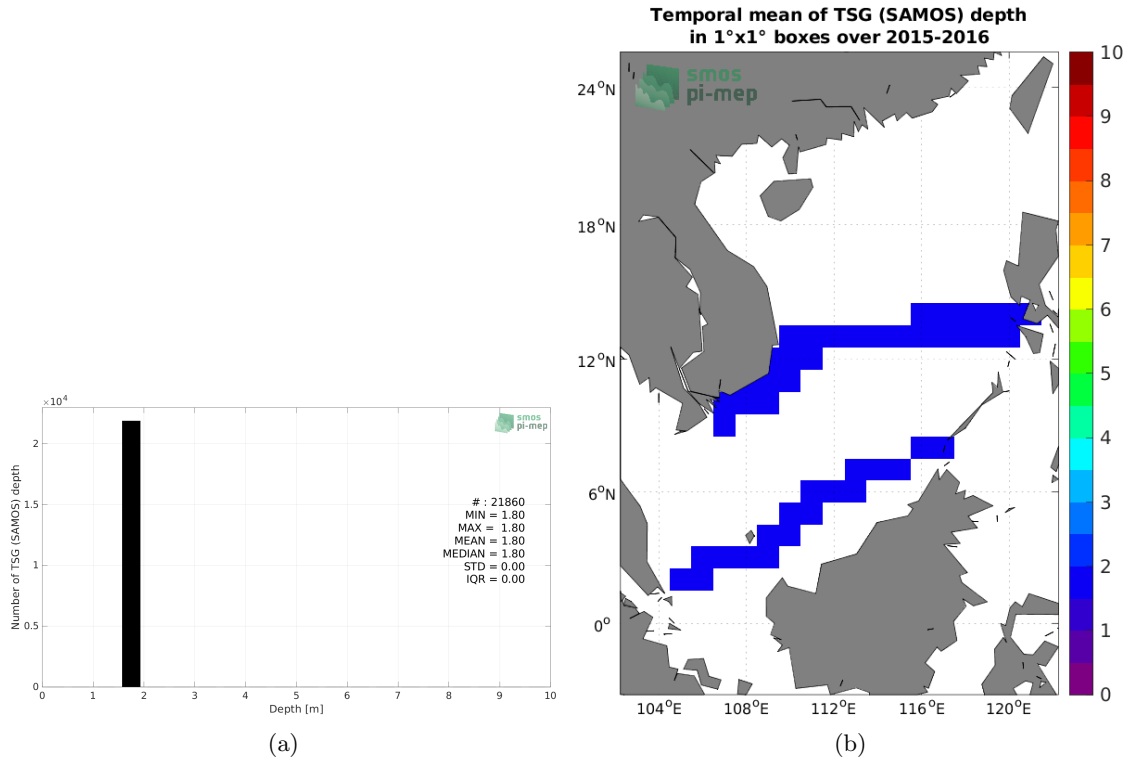 ×10⁴
2
1.5
1
0.5
0
Number of TSG (SAMOS) depth
smos
pi-mep
# : 21860
MIN = 1.80
MAX = 1.80
MEAN = 1.80
MEDIAN = 1.80
STD = 0.00
IQR = 0.00
0 1 2 3 4 5 6 7 8 9 10
Depth [m]
(a)
Temporal mean of TSG (SAMOS) depth
in 1°x1° boxes over 2015-2016
smos
pi-mep
24°N
18°N
12°N
6°N
0°
104°E 108°E 112°E 116°E 120°E
10
9
8
7
6
5
4
3
2
1
0
(b)